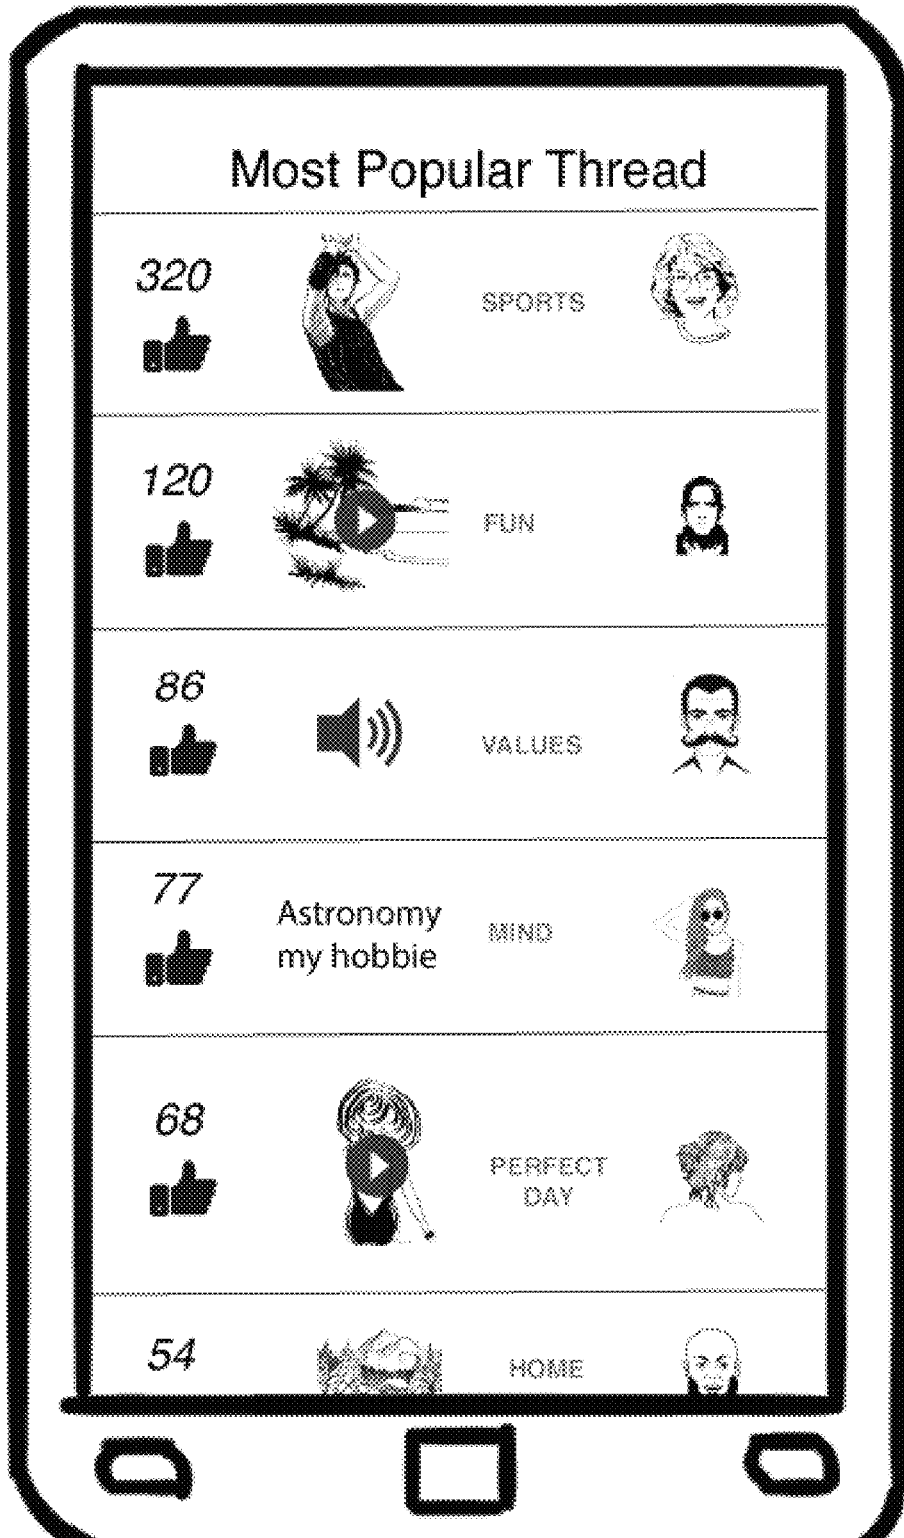 Most Popular Thread
320
SPORTS
120
FUN
86
VALUES
77
Astronomy
my hobbie
MIND
68
PERFECT
DAY
54
HOME